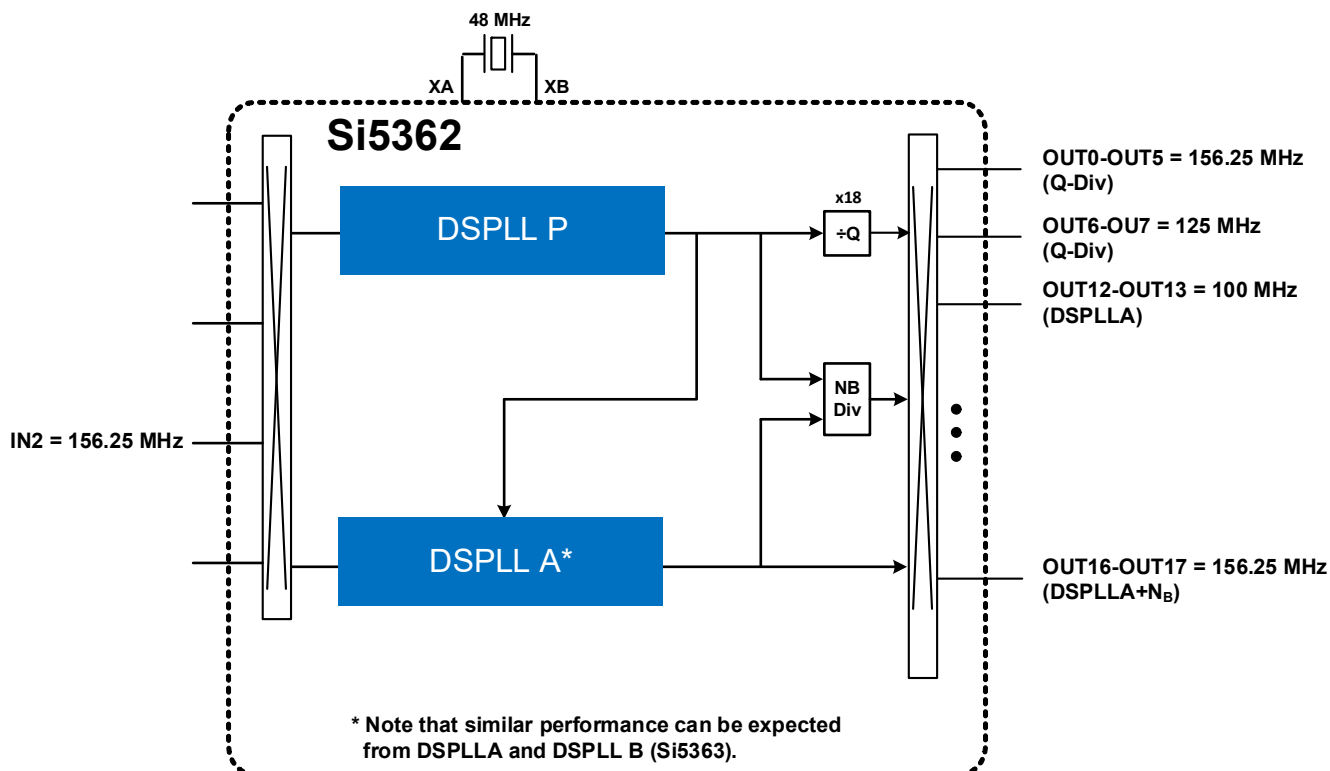 48 MHz
XA
XB
Si5362
DSPLL P
x18
÷Q
OUT0-OUT5 = 156.25 MHz
(Q-Div)
OUT6-OU7 = 125 MHz
(Q-Div)
OUT12-OUT13 = 100 MHz
(DSPLLA)
NB
Div
IN2 = 156.25 MHz
DSPLL A*
OUT16-OUT17 = 156.25 MHz
(DSPLLA+NB)
* Note that similar performance can be expected
from DSPLLA and DSPLL B (Si5363).